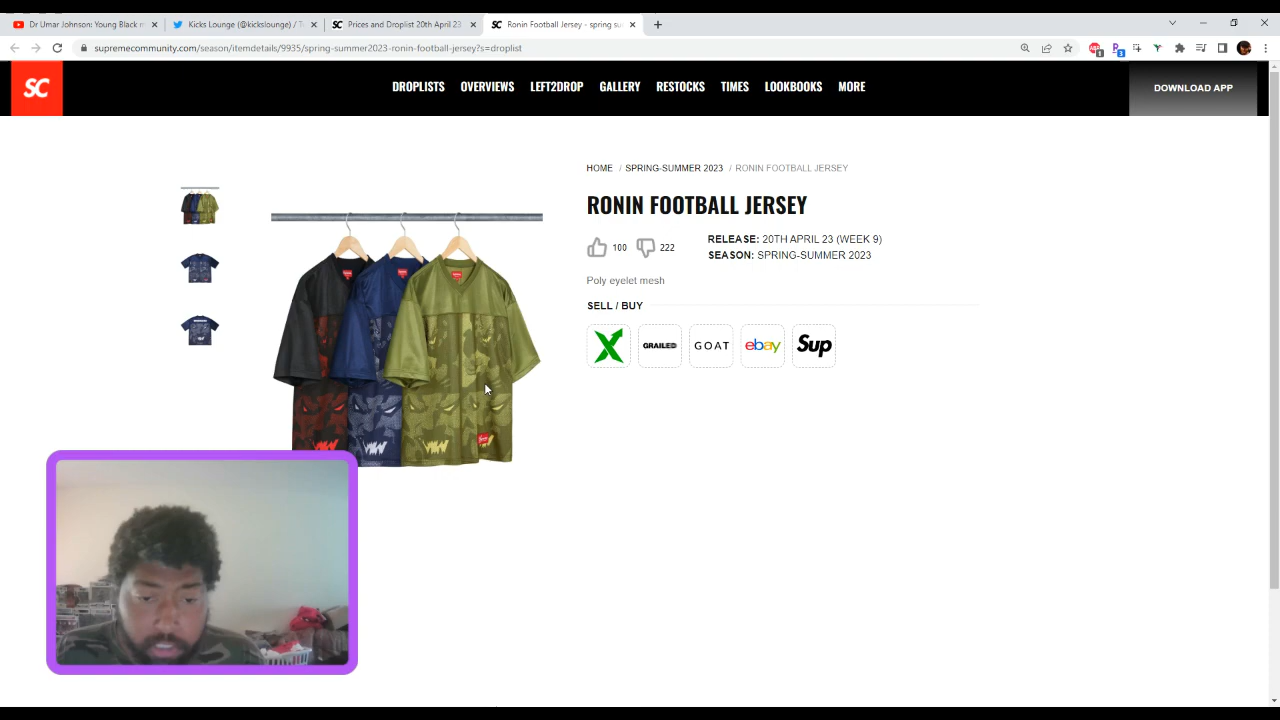 Dr Umar Johnson: Young Black m
Kicks Lounge (@kickslounge) / T
Prices and Droplist 20th April 23
Ronin Football Jersey - spring su
supremecommunity.com/season/itemdetails/9935/spring-summer2023-ronin-football-jersey?s=droplist
SC
DROPLISTS OVERVIEWS LEFT2DROP GALLERY RESTOCKS TIMES LOOKBOOKS MORE
DOWNLOAD APP
HOME / SPRING-SUMMER 2023 / RONIN FOOTBALL JERSEY
RONIN FOOTBALL JERSEY
100 222
RELEASE: 20TH APRIL 23 (WEEK 9)
SEASON: SPRING-SUMMER 2023
Poly eyelet mesh
SELL / BUY
GRAILED GOAT ebay Sup